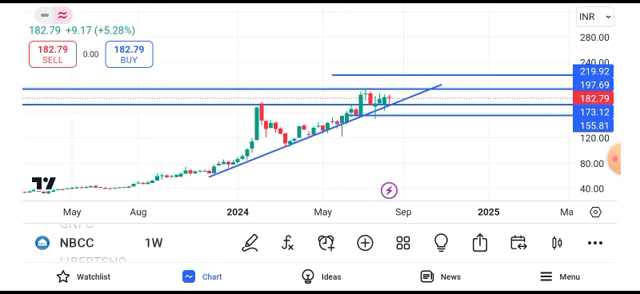 INR
182.79 +9.17 (+5.28%)
182.79
SELL
0.00
182.79
BUY
280.00
240.00
219.92
197.69
182.79
173.12
155.81
120.00
80.00
40.00
May
Aug
2024
May
Sep
2025
Ma
NBCC
1W
LIBERTSHO
Watchlist
Chart
Ideas
News
Menu